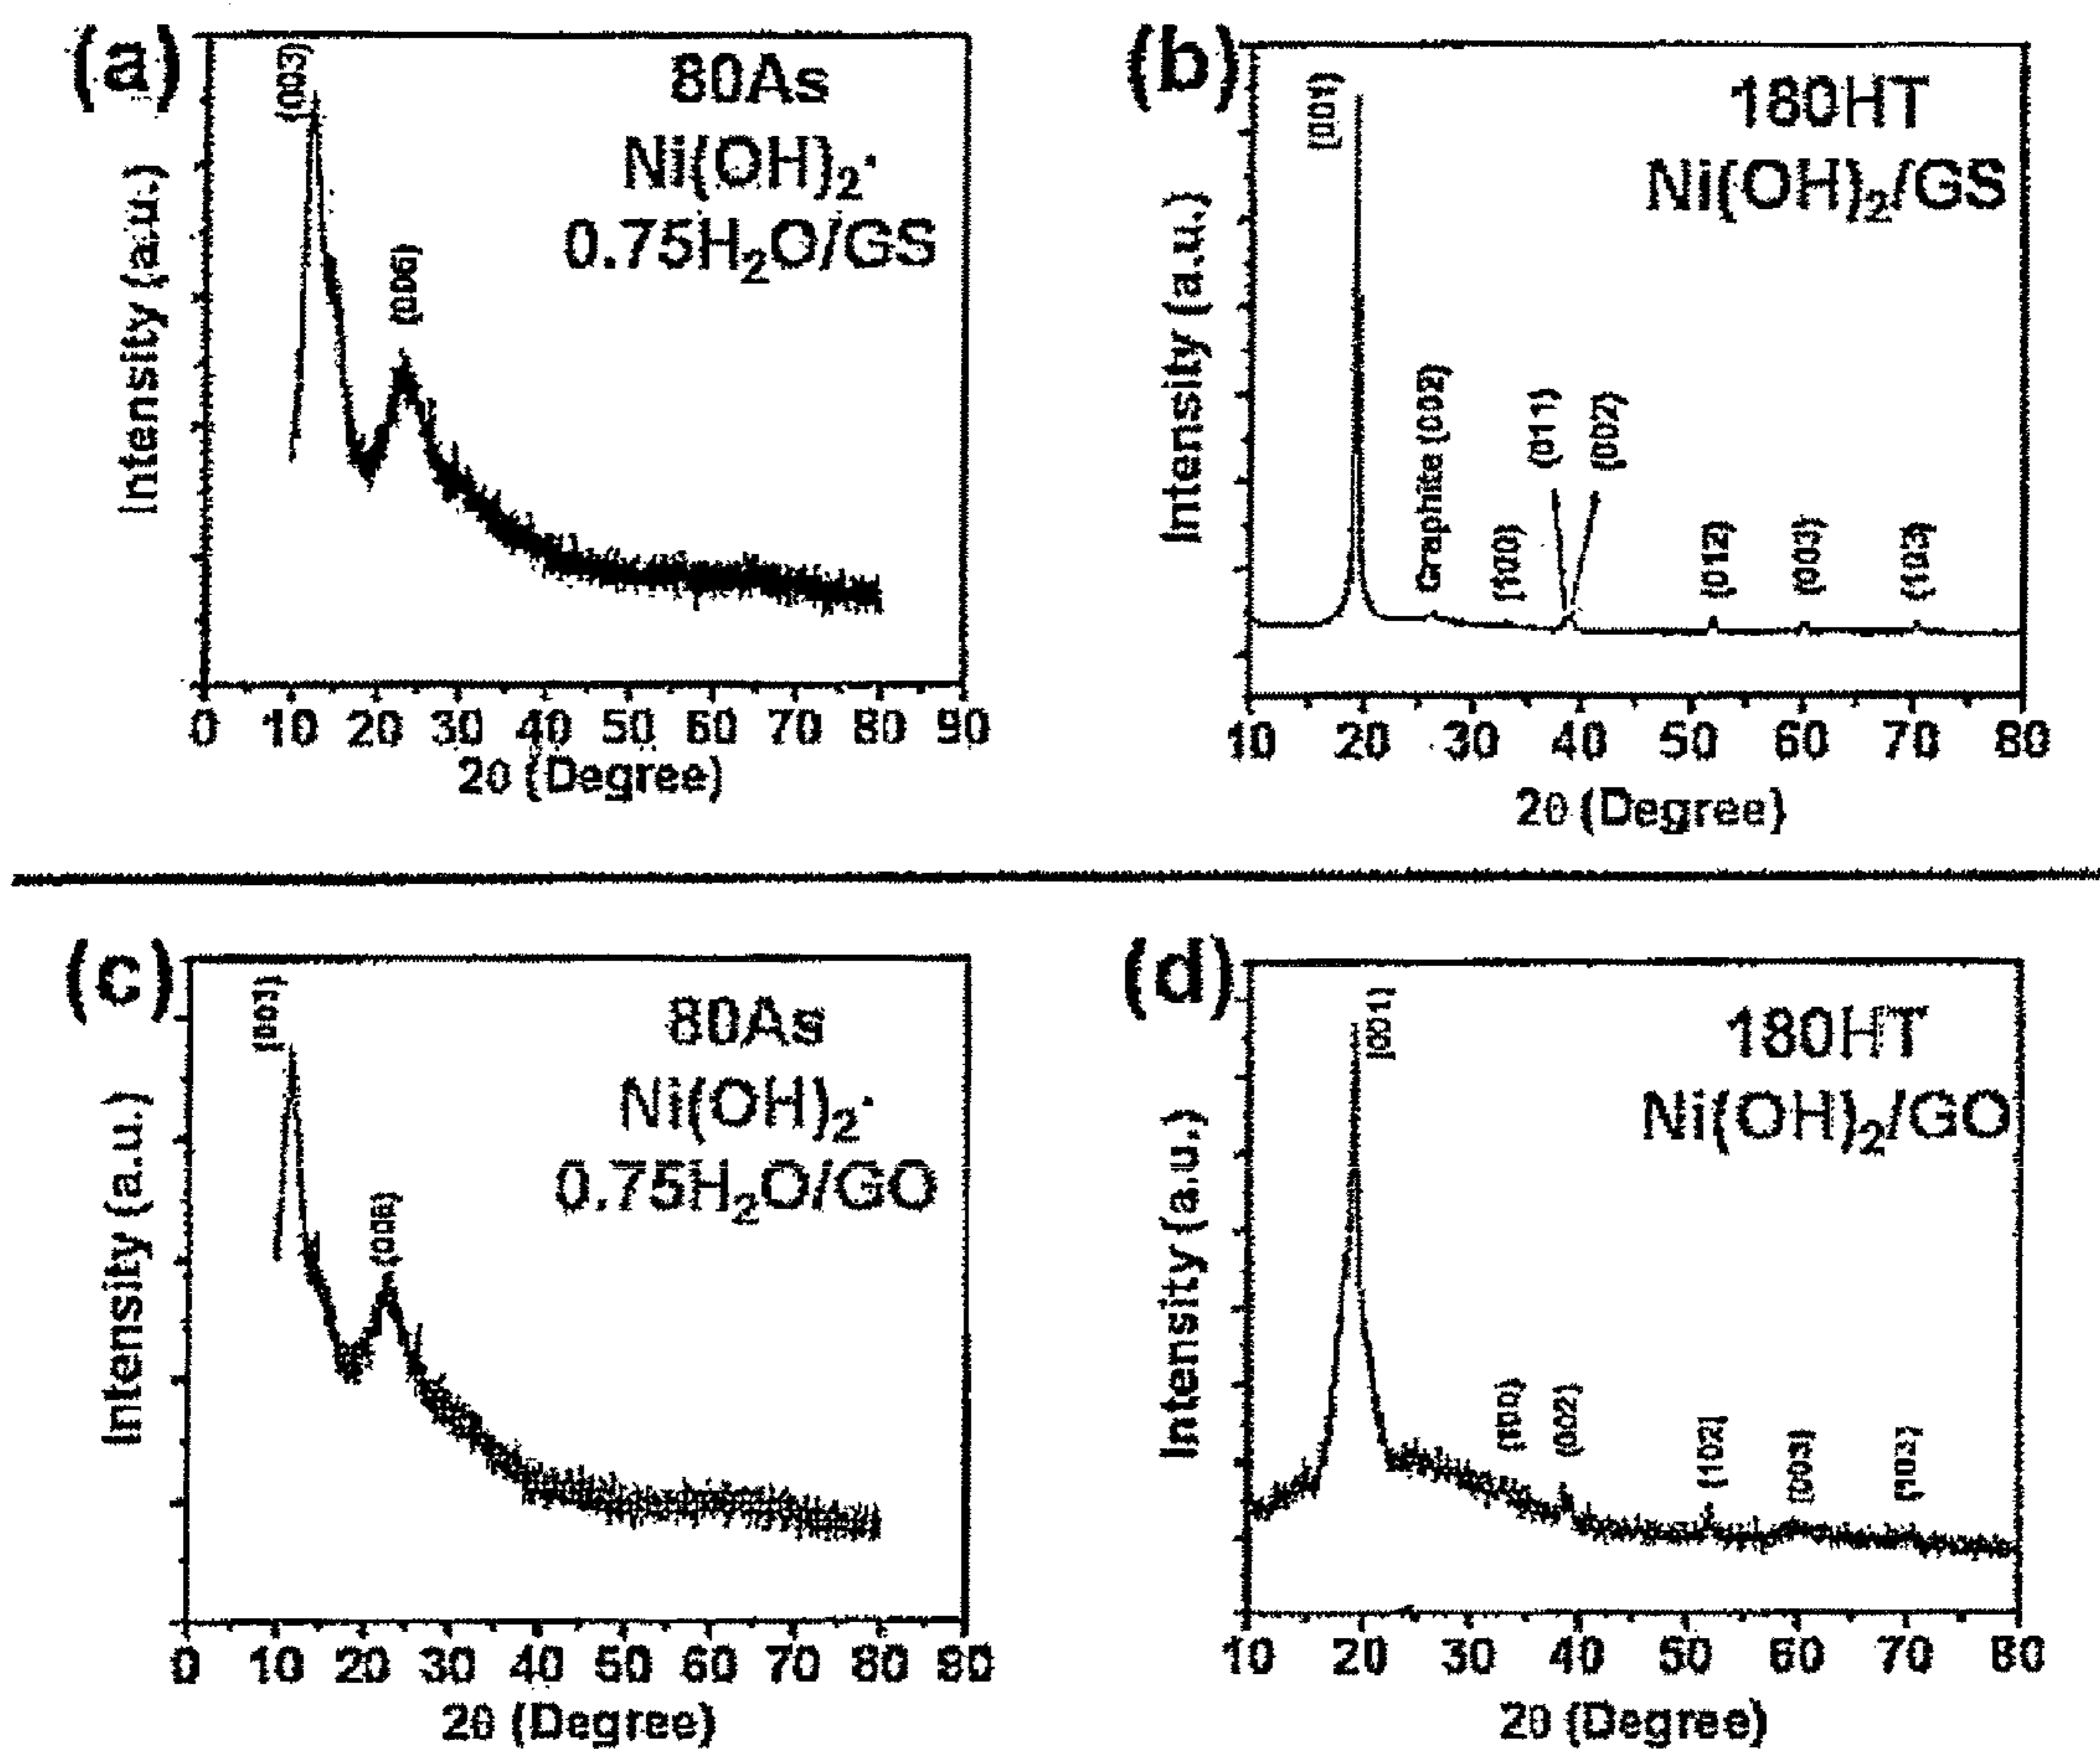 (a)
(003)
80As
Ni(OH)₂·
0.75H₂O/GS
(006)
Intensity (a.u.)
0 10 20 30 40 50 60 70 80 90
2θ (Degree)
(b)
(001)
180HT
Ni(OH)₂/GS
Graphite (002)
(100)
(011)
(002)
(012)
(003)
(103)
Intensity (a.u.)
10 20 30 40 50 60 70 80
2θ (Degree)
(c)
(003)
80As
Ni(OH)₂·
0.75H₂O/GO
(006)
Intensity (a.u.)
0 10 20 30 40 50 60 70 80 90
2θ (Degree)
(d)
(001)
180HT
Ni(OH)₂/GO
(100)
(002)
(102)
(003)
(103)
Intensity (a.u.)
10 20 30 40 50 60 70 80
2θ (Degree)